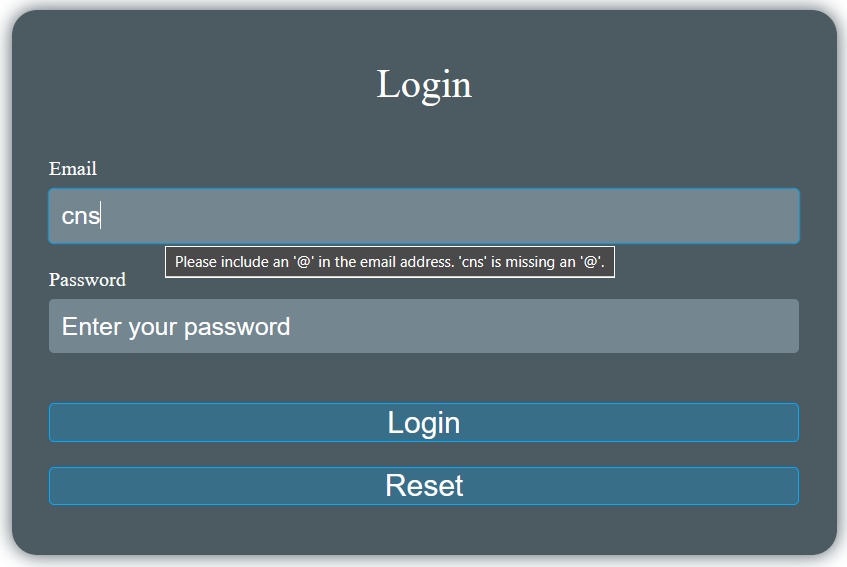 Login
Email
cns
Please include an '@' in the email address. 'cns' is missing an '@'.
Password
Enter your password
Login
Reset